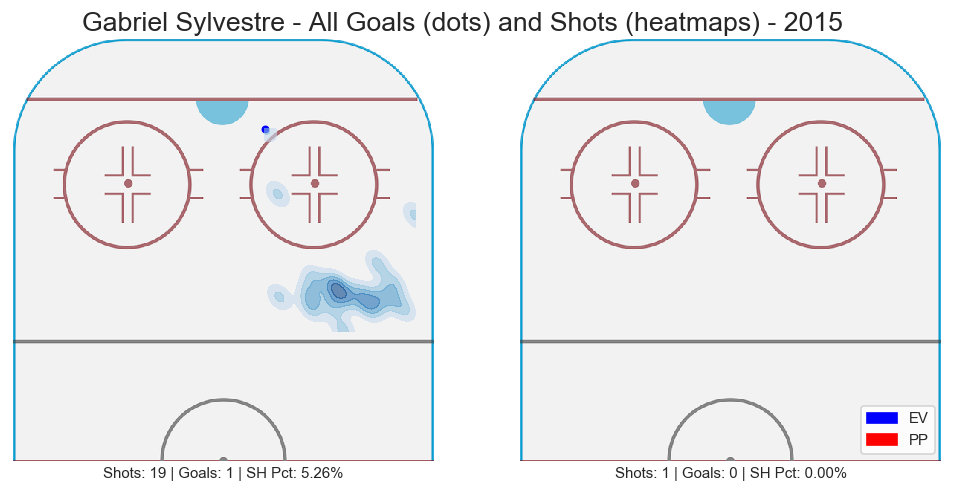 Gabriel Sylvestre - All Goals (dots) and Shots (heatmaps) - 2015
EV
PP
Shots: 19 | Goals: 1 | SH Pct: 5.26%
Shots: 1 | Goals: 0 | SH Pct: 0.00%